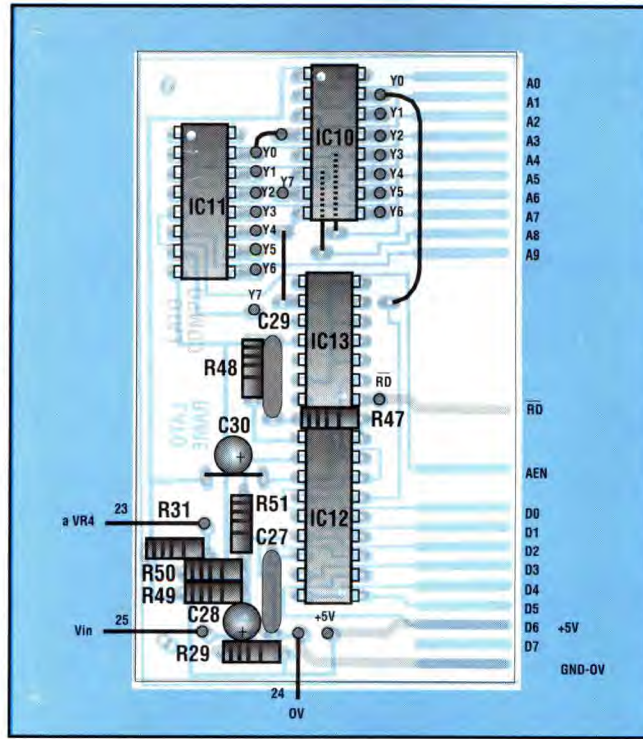 Y0
A0
A1
A2
A3
A4
A5
A6
A7
A8
A9
IC10
Y1
Y2
Y3
Y4
Y5
Y6
IC11
Y0
Y1
Y2
Y7
Y3
Y4
Y5
Y6
Y7
C29
IC13
R48
RD
R47
RD
C30
AEN
a VR4
23
R31
R51
IC12
D0
D1
D2
D3
D4
D5
D6
+5V
D7
GND-OV
R50
C27
R49
C28
+5V
Vin
25
R29
24
OV